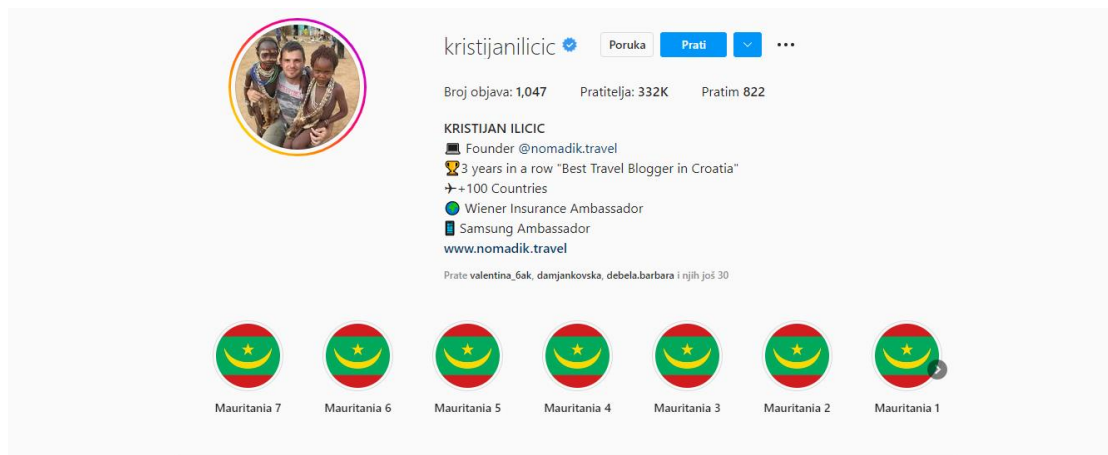 kristijanilicic Poruka Prati
Broj objava: 1,047 Pratitelja: 332K Pratim 822
KRISTIJAN ILICIC
💻 Founder @nomadik.travel
🏆3 years in a row "Best Travel Blogger in Croatia"
✈+100 Countries
🌍 Wiener Insurance Ambassador
📱 Samsung Ambassador
www.nomadik.travel
Prate valentina_6ak, damjankovska, debela.barbara i njih još 30
Mauritania 7 Mauritania 6 Mauritania 5 Mauritania 4 Mauritania 3 Mauritania 2 Mauritania 1